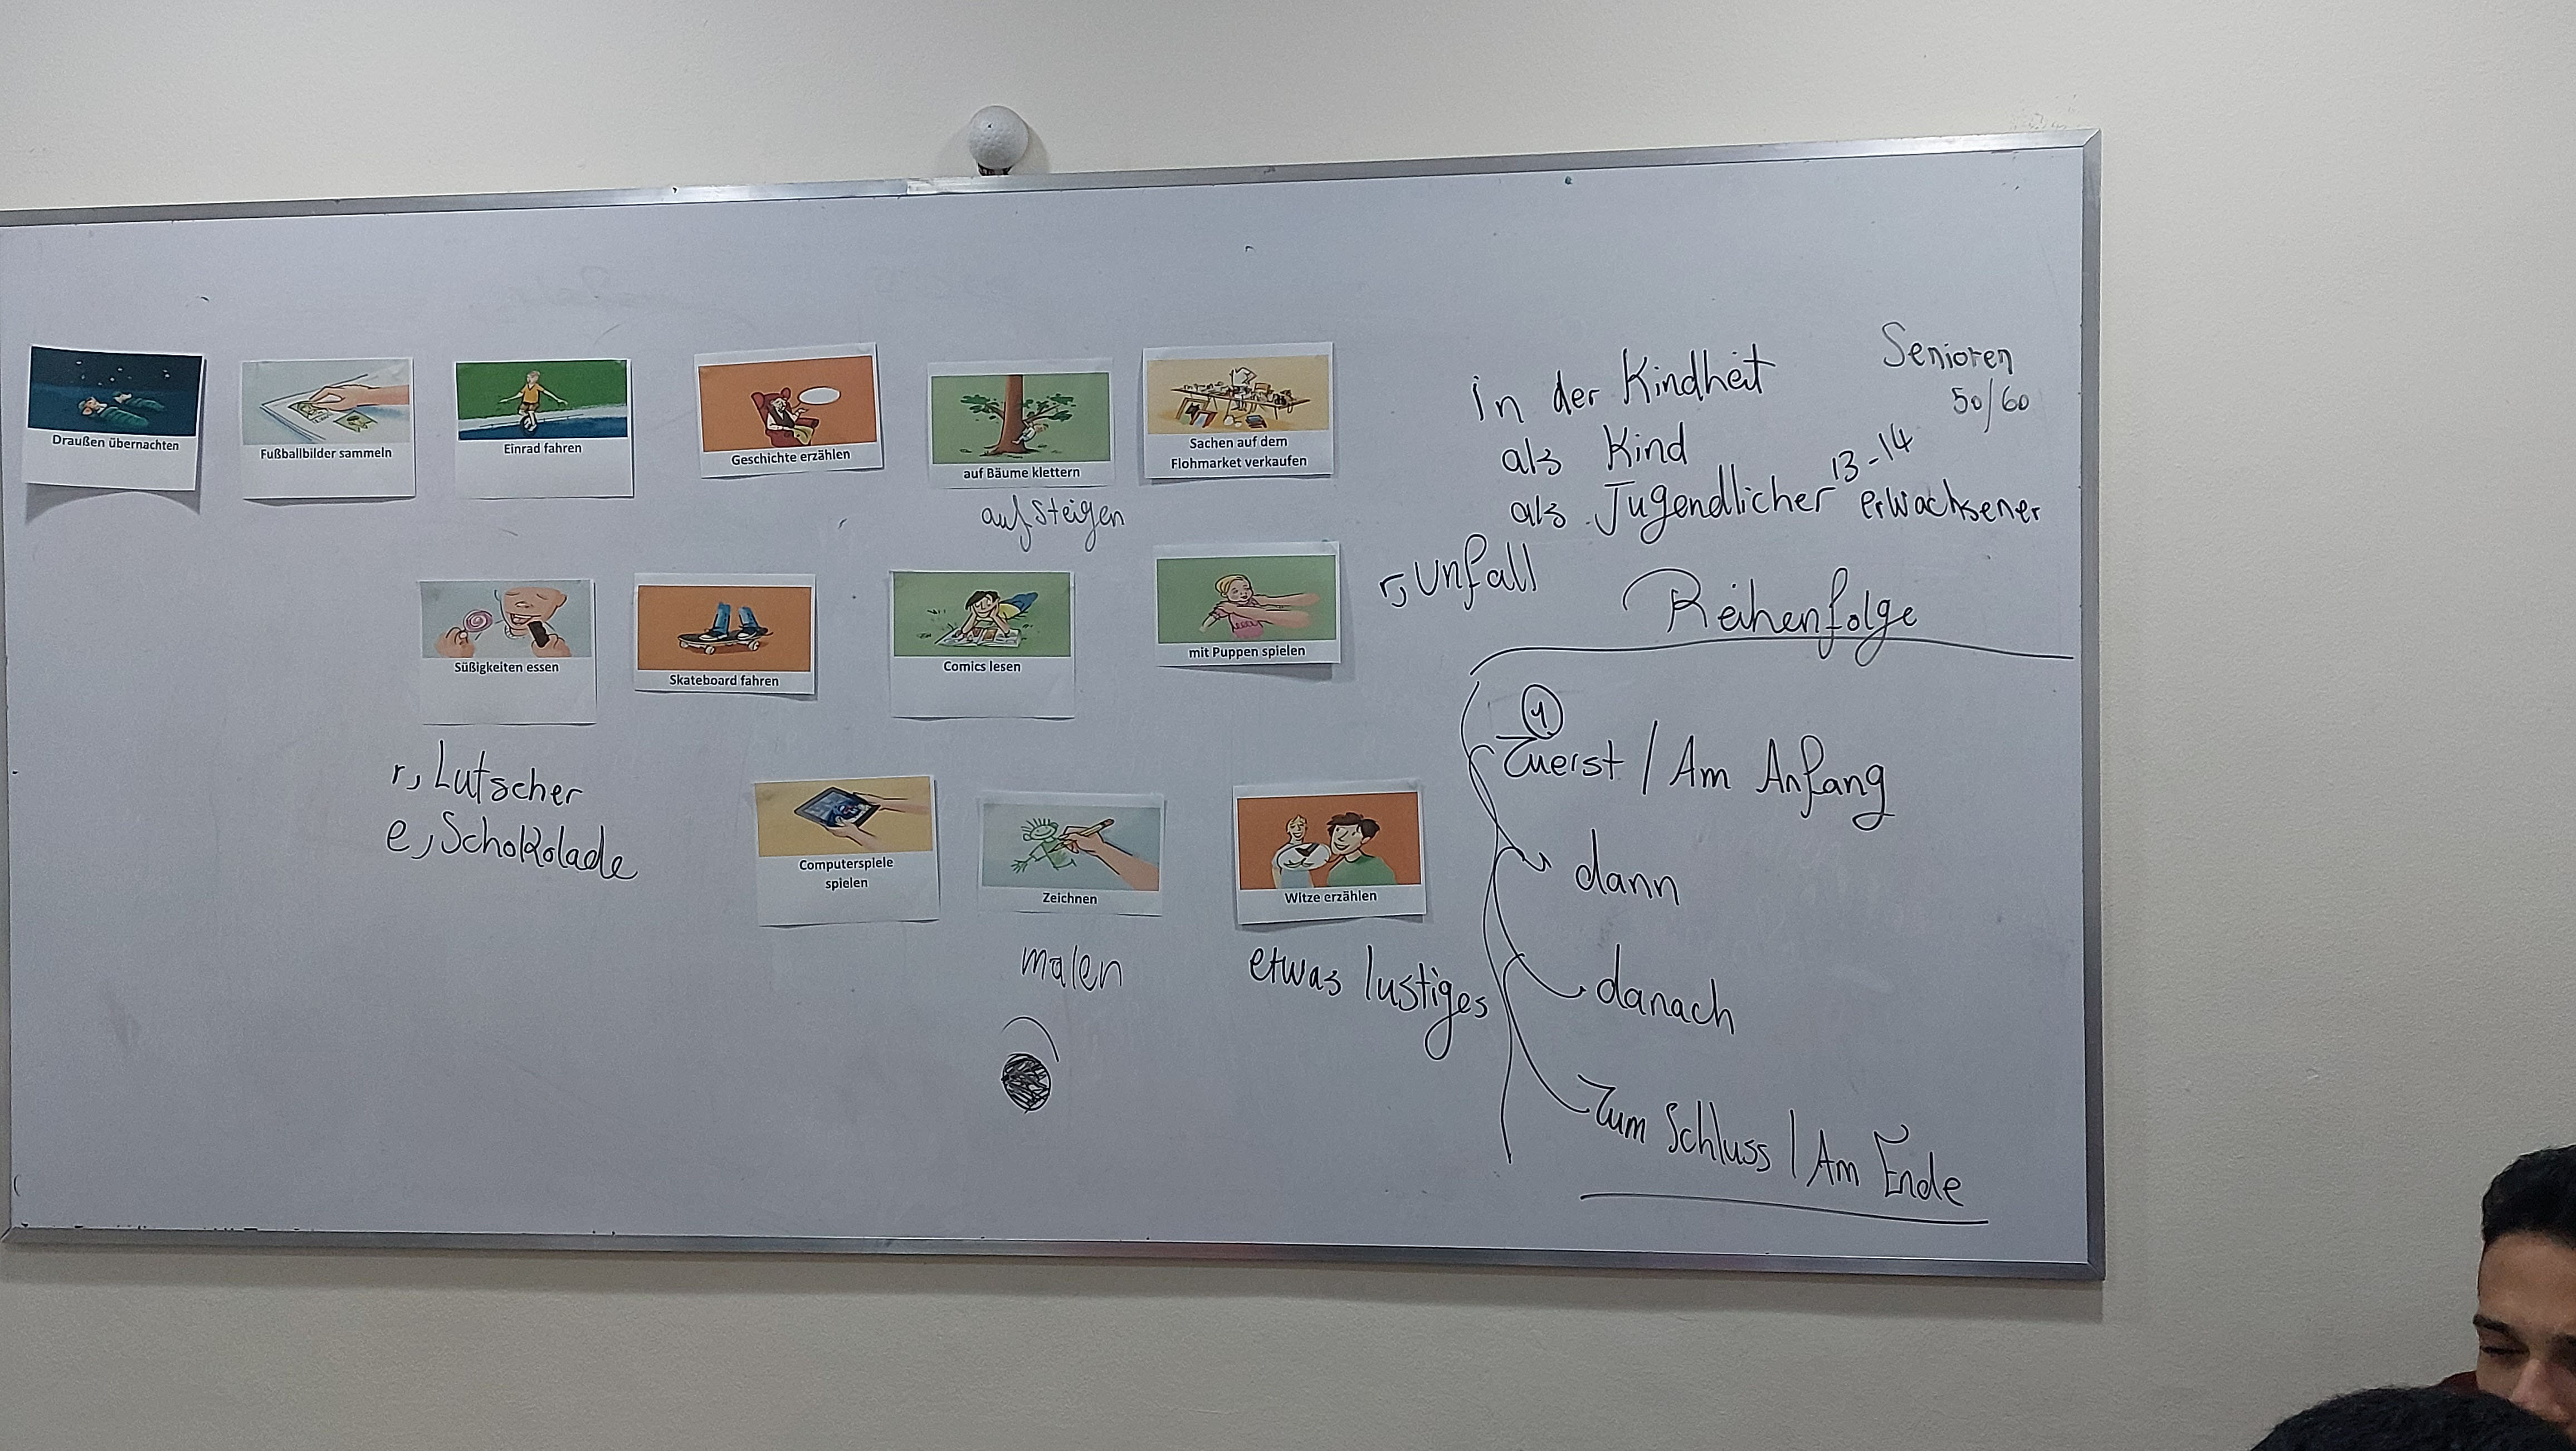 Draußen übernachten
Fußballbilder sammeln
Einrad fahren
Geschichte erzählen
auf Bäume klettern
aufsteigen
Sachen auf dem
Flohmarket verkaufen
Süßigkeiten essen
r, Lutscher
e, Schokolade
Skateboard fahren
Comics lesen
mit Puppen spielen
Computerspiele
spielen
Zeichnen
malen
Witze erzählen
etwas lustiges
in der Kindheit
als Kind
als Jugendlicher 13-14 erwachsener
Senioren
50/60
r, Unfall
Reihenfolge
1
Zuerst / Am Anfang
dann
danach
Zum Schluss / Am Ende